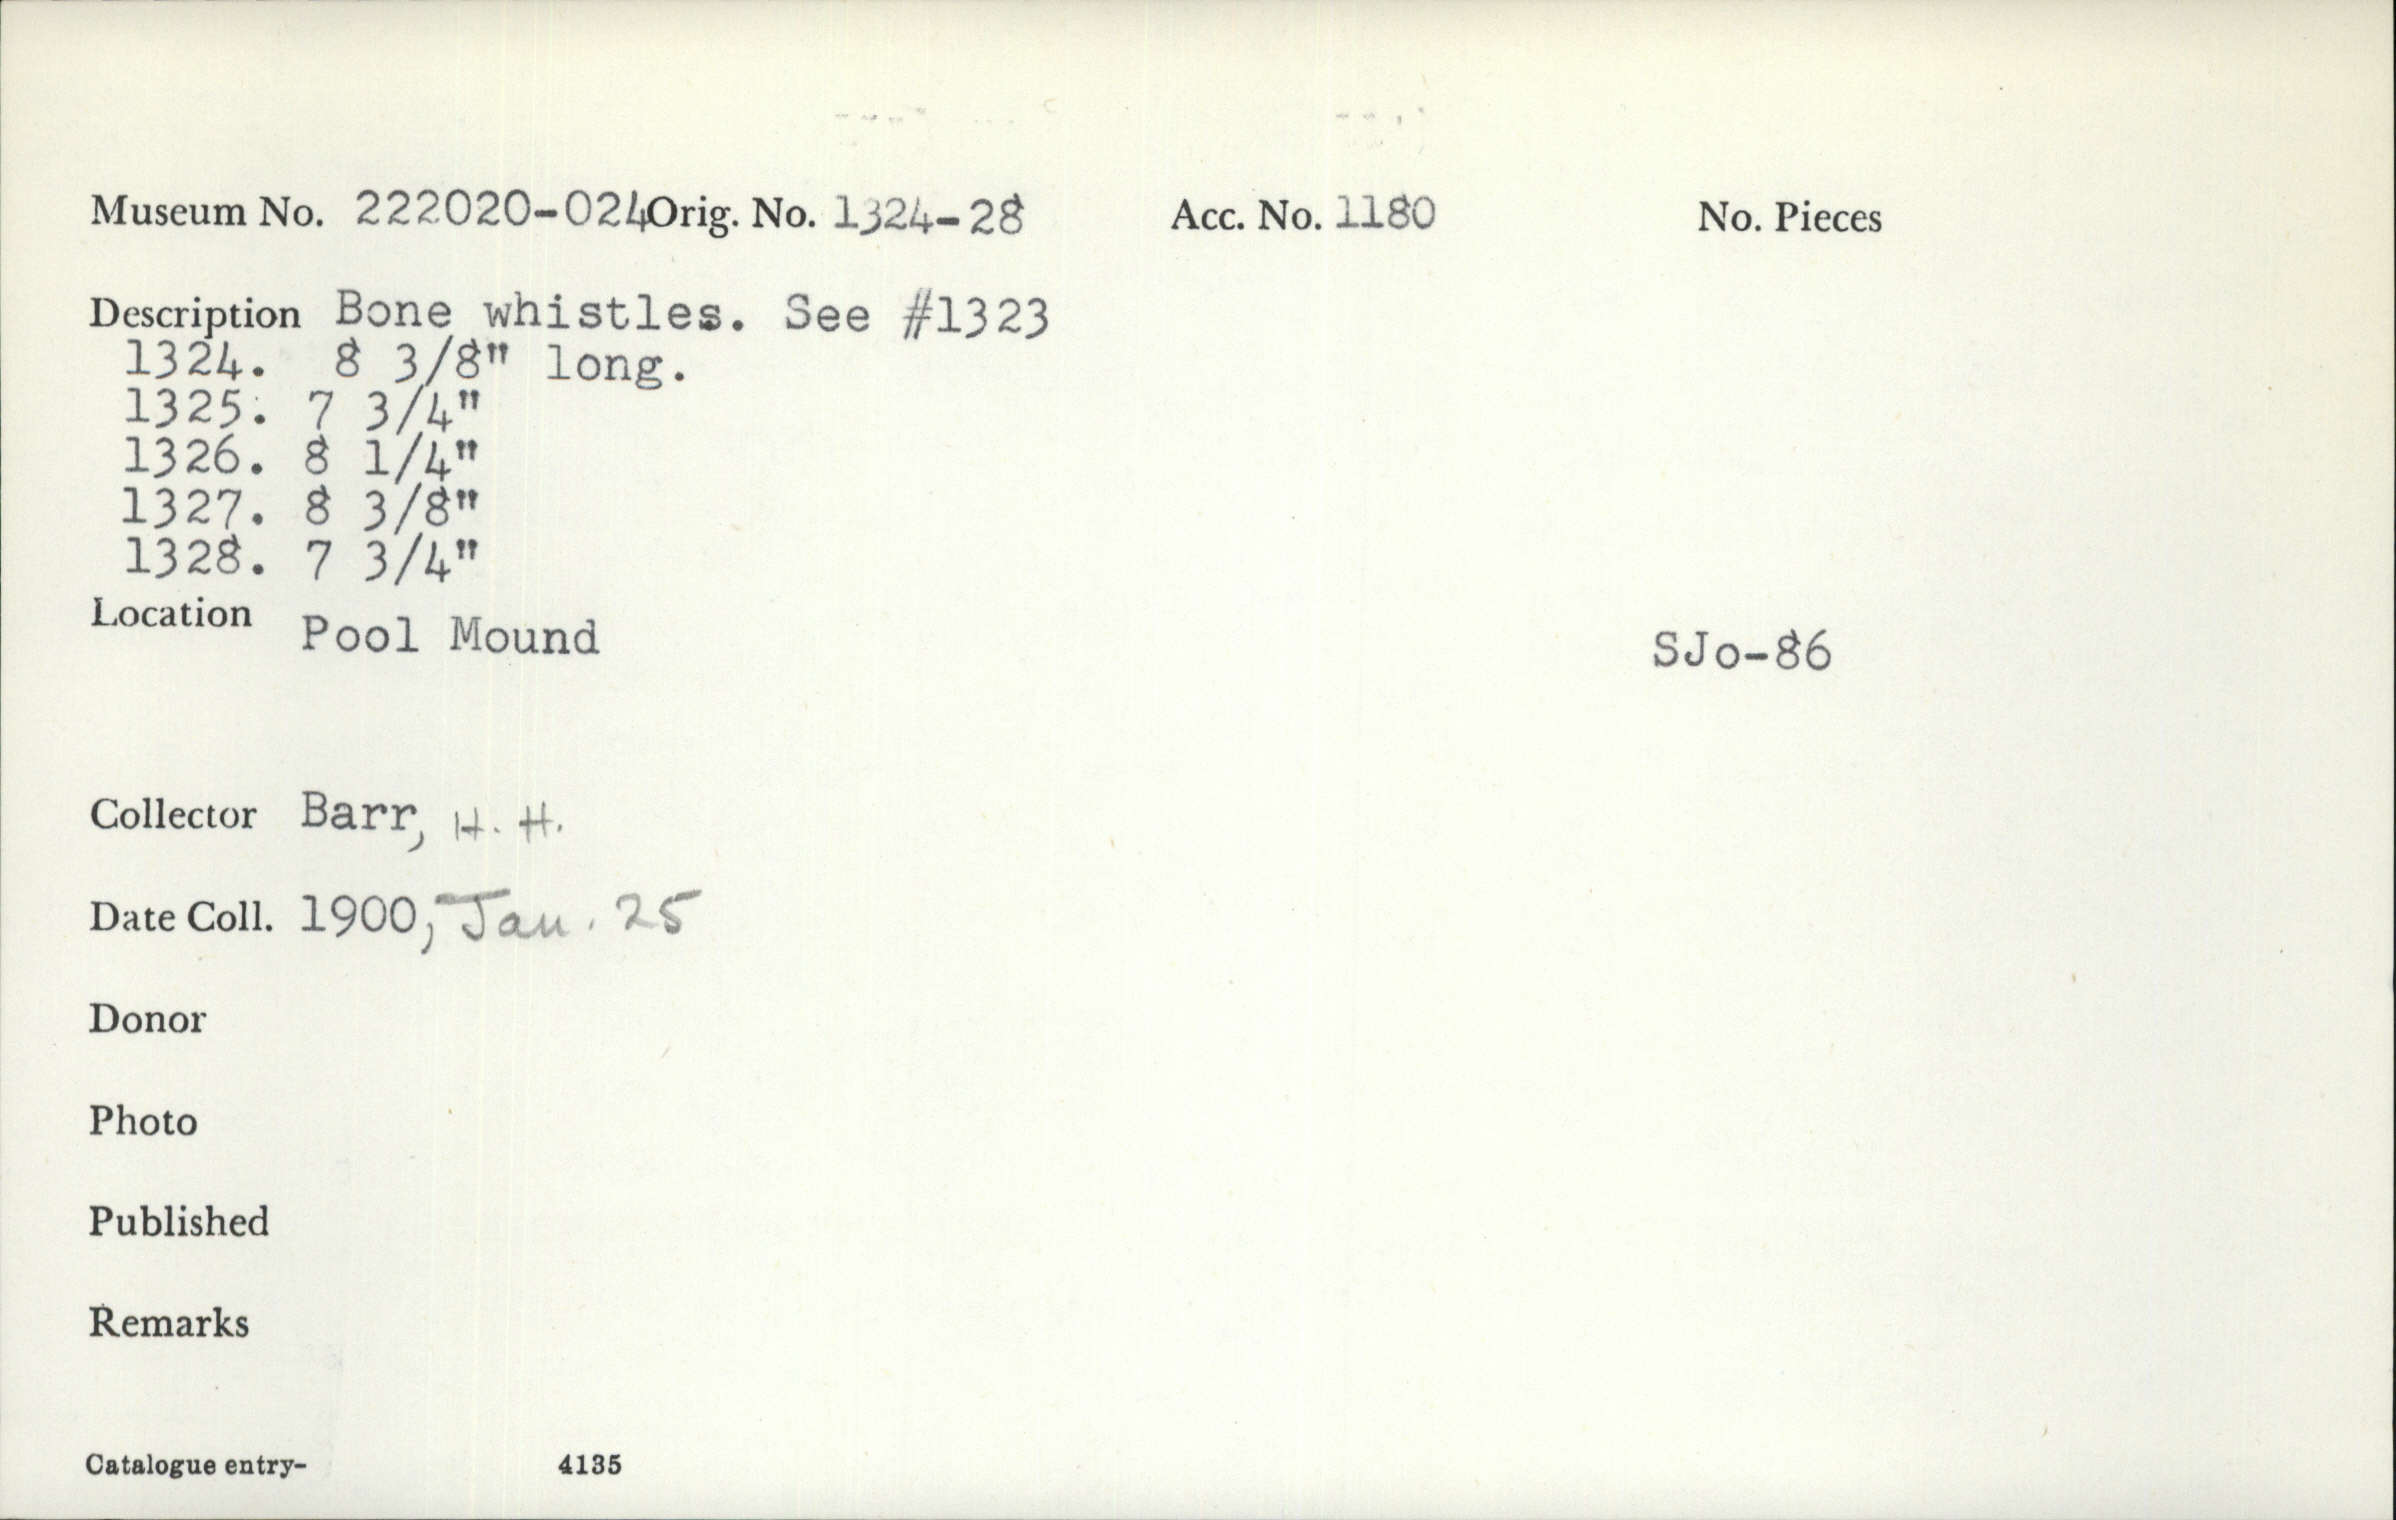 Museum No. 222020-024 Orig. No. 1324-28 Acc. No. 1180 No. Pieces
Description Bone whistles. See #1323
1324. 8 3/8" long.
1325. 7 3/4"
1326. 8 1/4"
1327. 8 3/8"
1328. 7 3/4"
Location Pool Mound SJo-86
Collector Barr, H. H.
Date Coll. 1900, Jan. 25
Donor
Photo
Published
Remarks
Catalogue entry- 4135